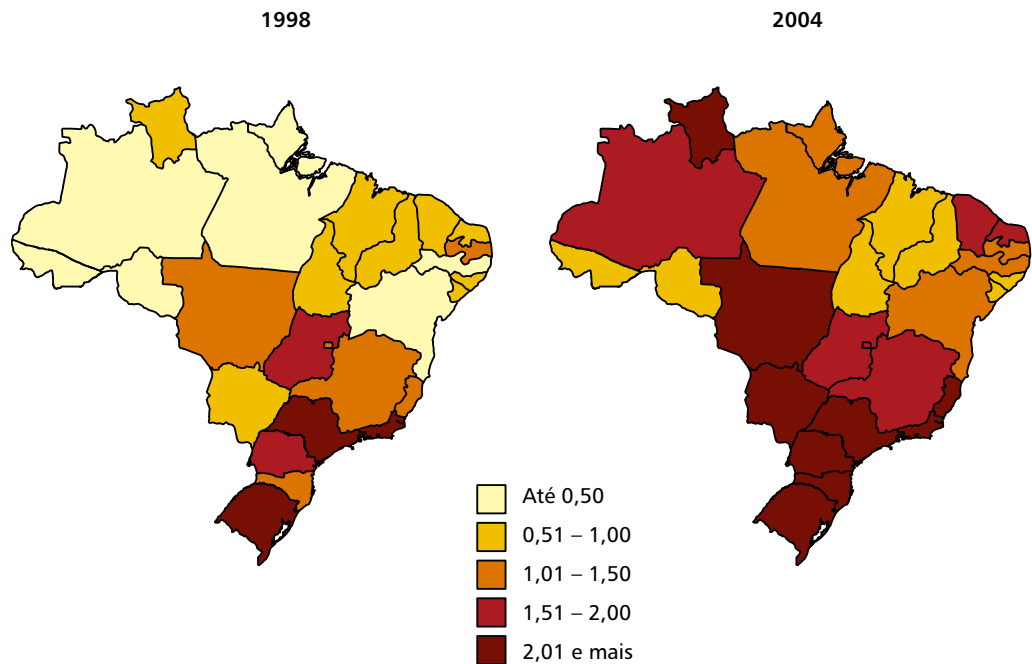 1998
2004
Até 0,50
0,51 – 1,00
1,01 – 1,50
1,51 – 2,00
2,01 e mais